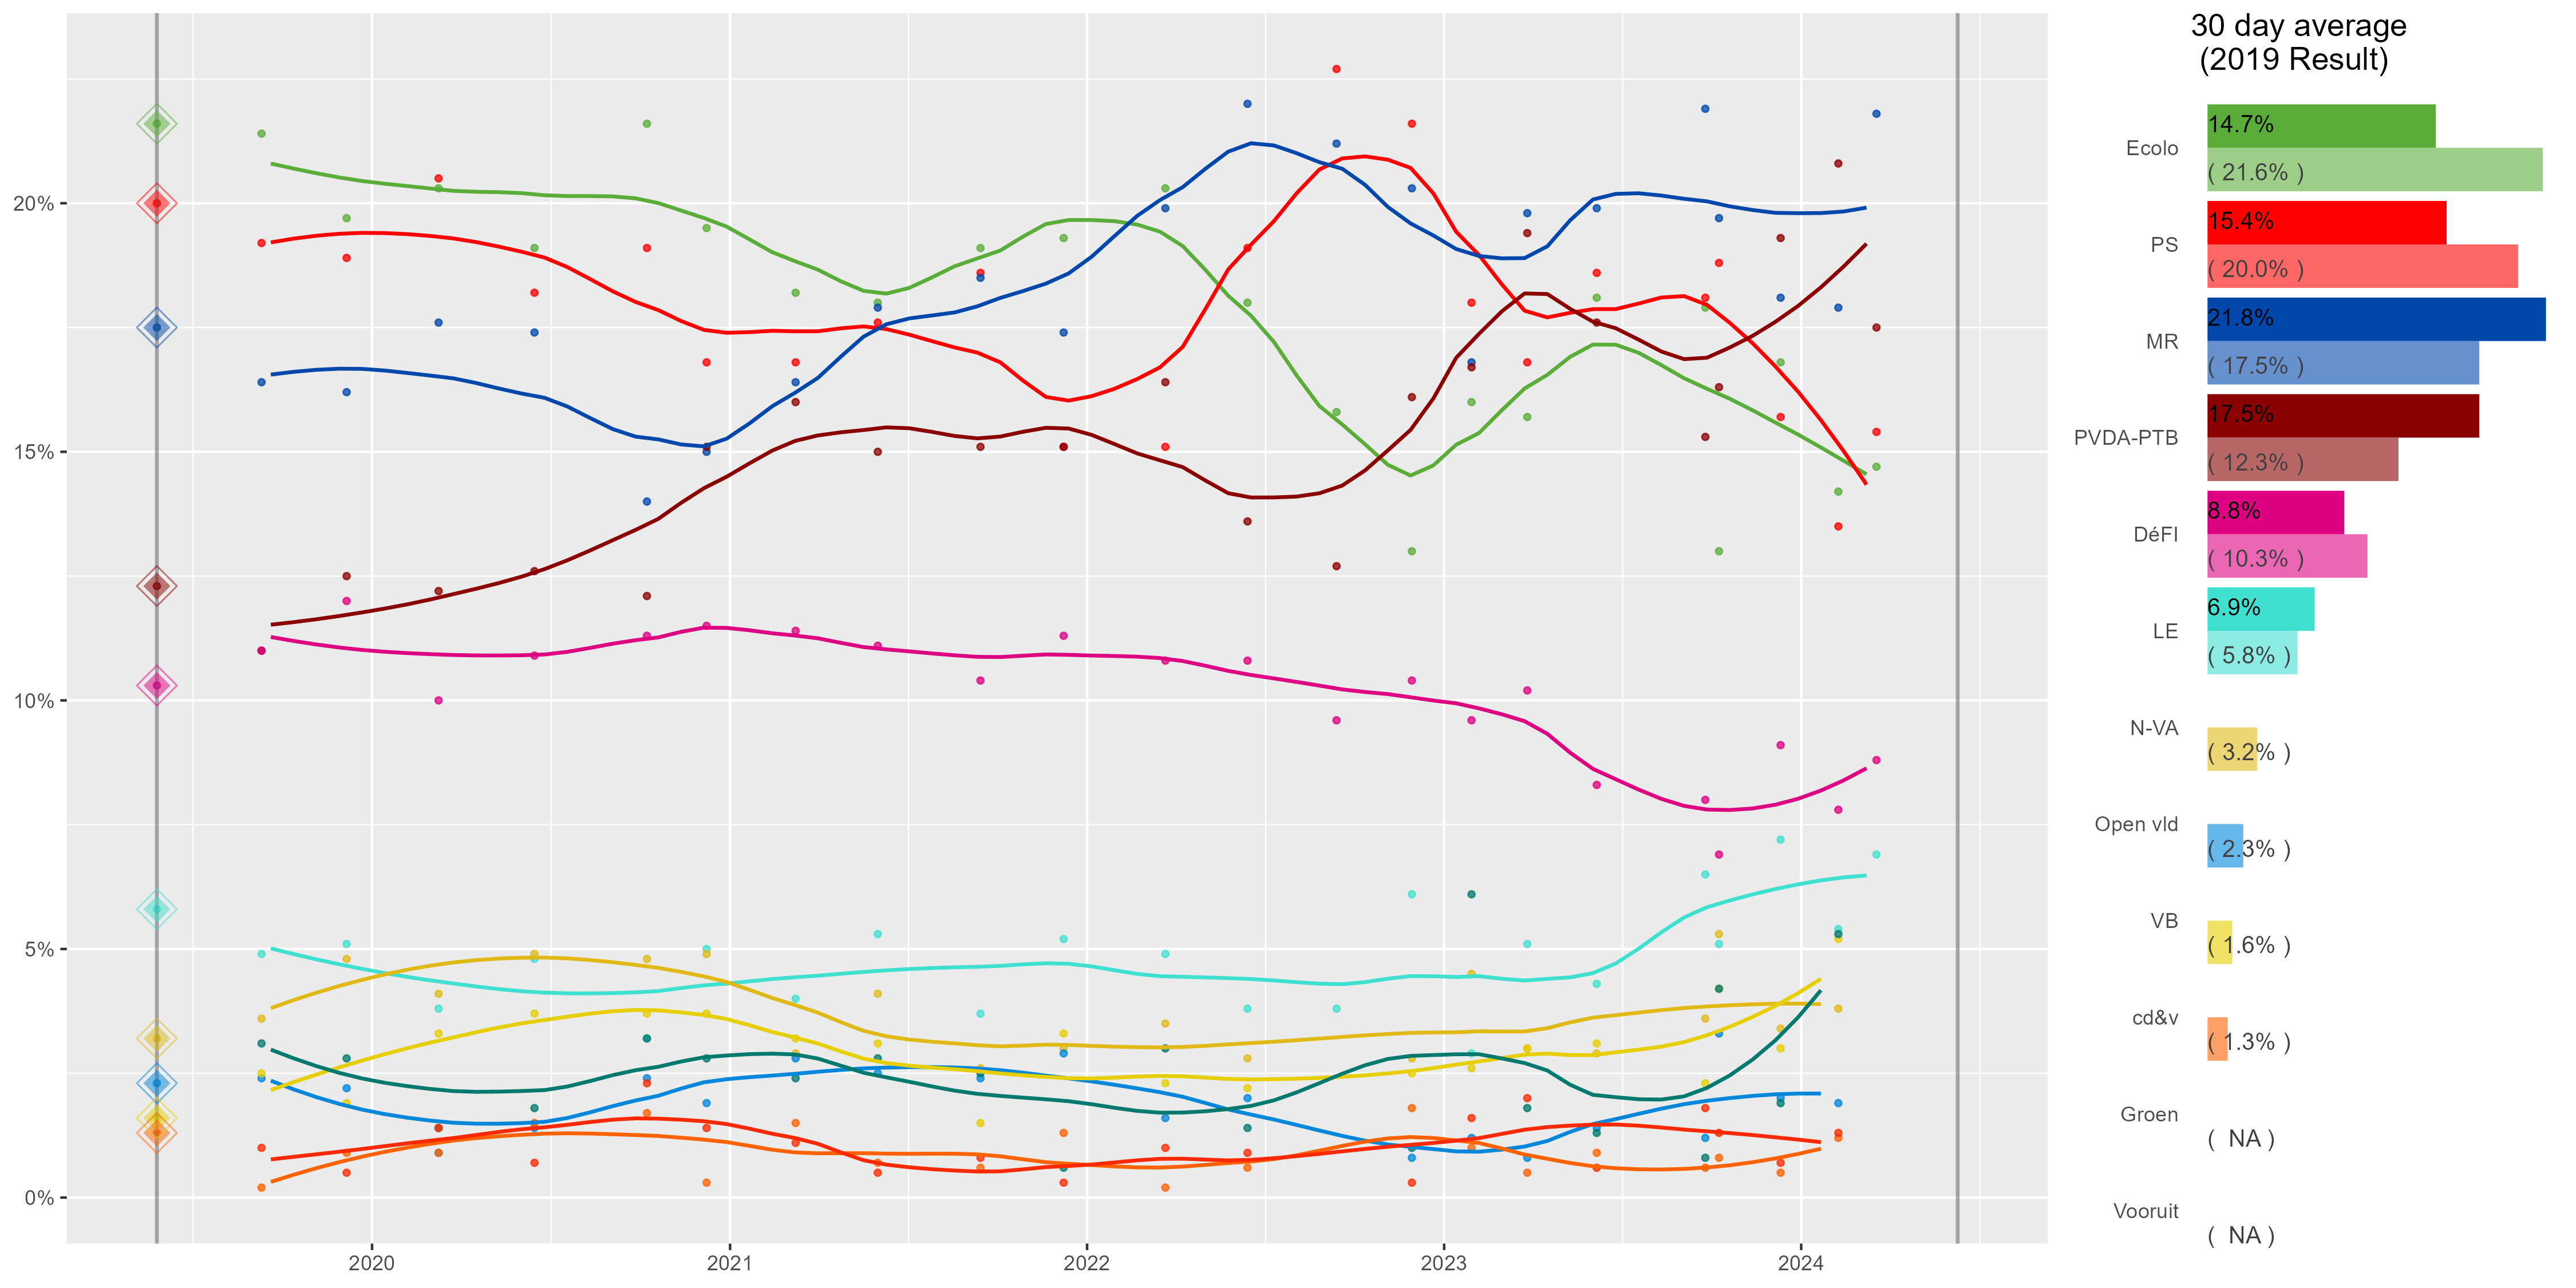 30 day average
(2019 Result)
20%
15%
10%
5%
0%
2020
2021
2022
2023
2024
Ecolo
14.7%
( 21.6% )
PS
15.4%
( 20.0% )
MR
21.8%
( 17.5% )
PVDA-PTB
17.5%
( 12.3% )
DéFI
8.8%
( 10.3% )
LE
6.9%
( 5.8% )
N-VA
( 3.2% )
Open vld
( 2.3% )
VB
( 1.6% )
cd&v
( 1.3% )
Groen
( NA )
Vooruit
( NA )